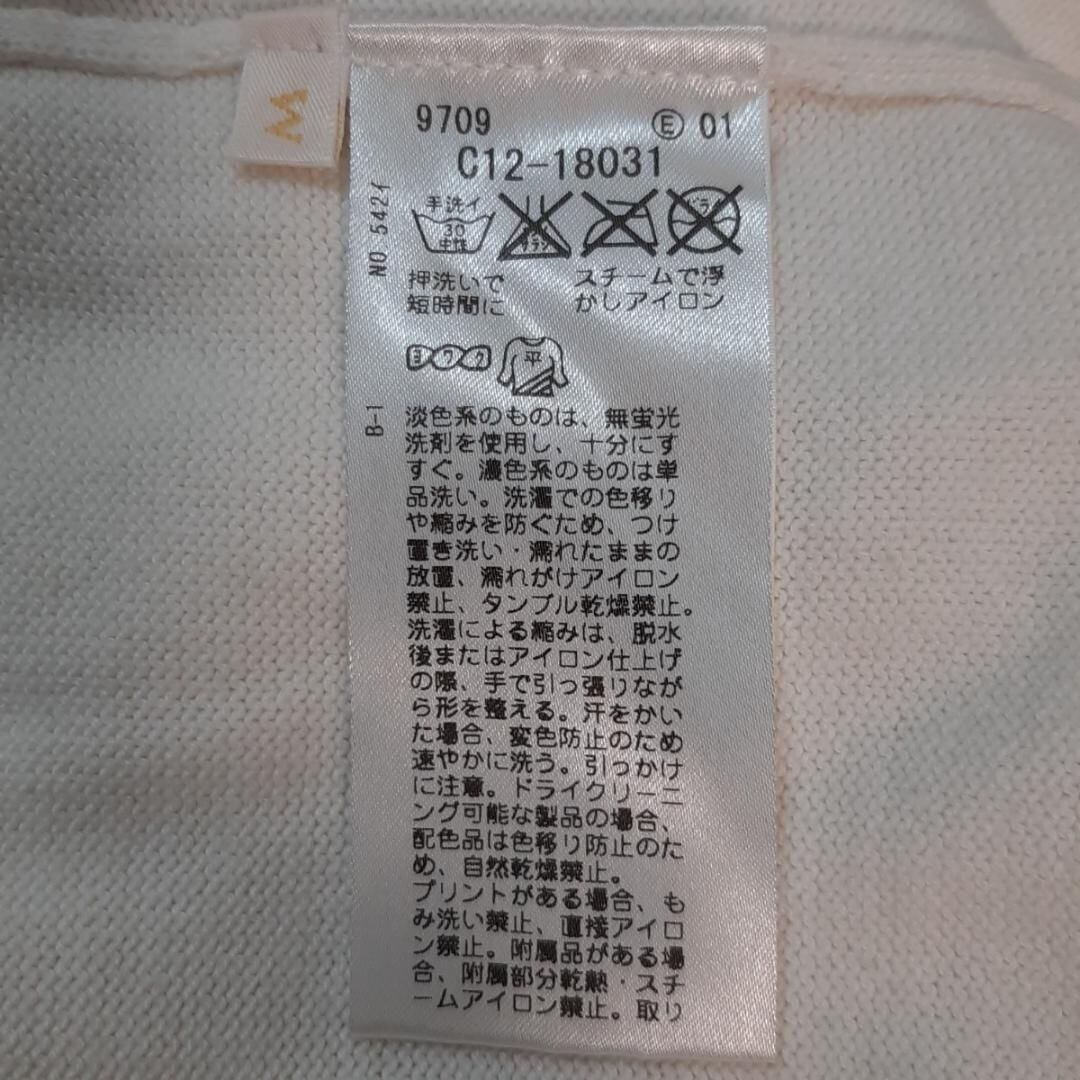 M
9709 Ⓔ 01
C12-18031
NO.542イ
手洗イ
30
中性
押洗いで
短時間に
スチームで浮
かしアイロン
ヨワク
平
B-1
淡色系のものは、無蛍光
洗剤を使用し、十分にす
すぐ。濃色系のものは単
品洗い。洗濯での色移り
や縮みを防ぐため、つけ
置き洗い・濡れたままの
放置、濡れがけアイロン
禁止、タンブル乾燥禁止。
洗濯による縮みは、脱水
後またはアイロン仕上げ
の際、手で引っ張りなが
ら形を整える。汗をかい
た場合、変色防止のため
速やかに洗う。引っかけ
に注意。ドライクリーニ
ング可能な製品の場合、
配色品は色移り防止のた
め、自然乾燥禁止。
プリントがある場合、も
み洗い禁止、直接アイロ
ン禁止。附属品がある場
合、附属部分乾熱・スチ
ームアイロン禁止。取り